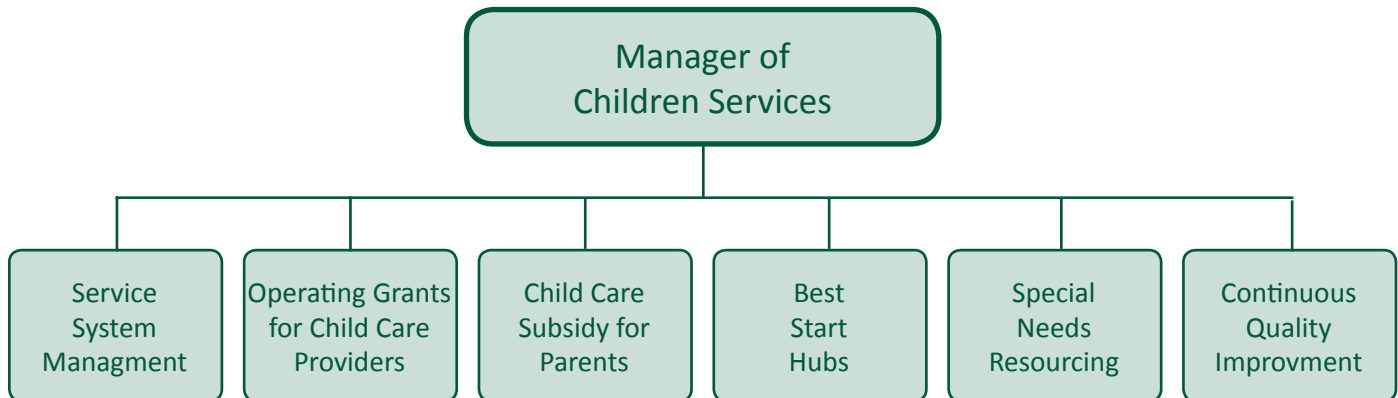 Manager of
Children Services
Service
System
Managment
Operating Grants
for Child Care
Providers
Child Care
Subsidy for
Parents
Best
Start
Hubs
Special
Needs
Resourcing
Continuous
Quality
Improvment